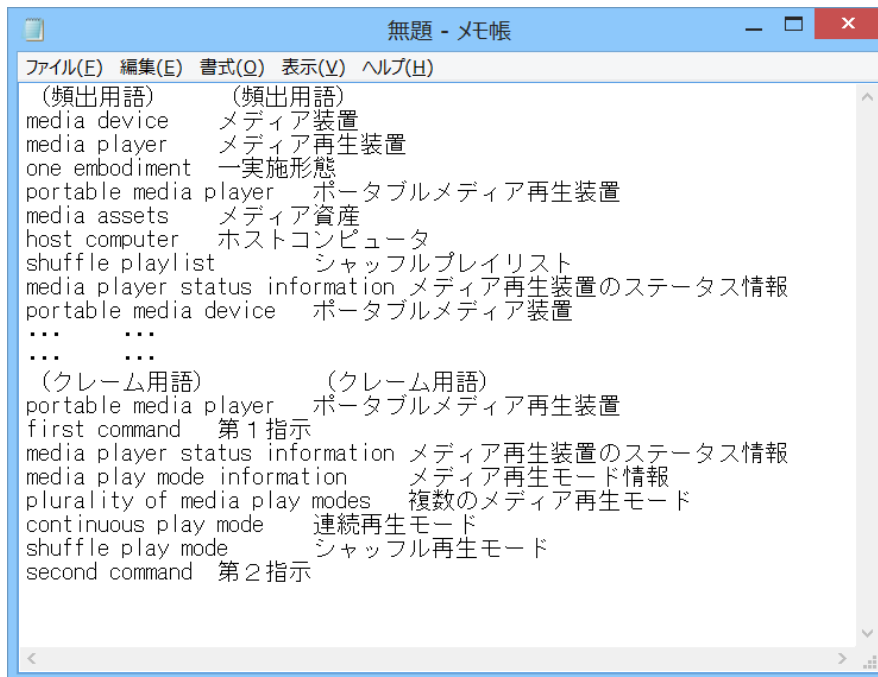 無題 - メモ帳
ファイル(F) 編集(E) 書式(O) 表示(V) ヘルプ(H)
（頻出用語） （頻出用語）
media device メディア装置
media player メディア再生装置
one embodiment 一実施形態
portable media player ポータブルメディア再生装置
media assets メディア資産
host computer ホストコンピュータ
shuffle playlist シャッフルプレイリスト
media player status information メディア再生装置のステータス情報
portable media device ポータブルメディア装置
... ...
... ...
（クレーム用語） （クレーム用語）
portable media player ポータブルメディア再生装置
first command 第１指示
media player status information メディア再生装置のステータス情報
media play mode information メディア再生モード情報
plurality of media play modes 複数のメディア再生モード
continuous play mode 連続再生モード
shuffle play mode シャッフル再生モード
second command 第２指示